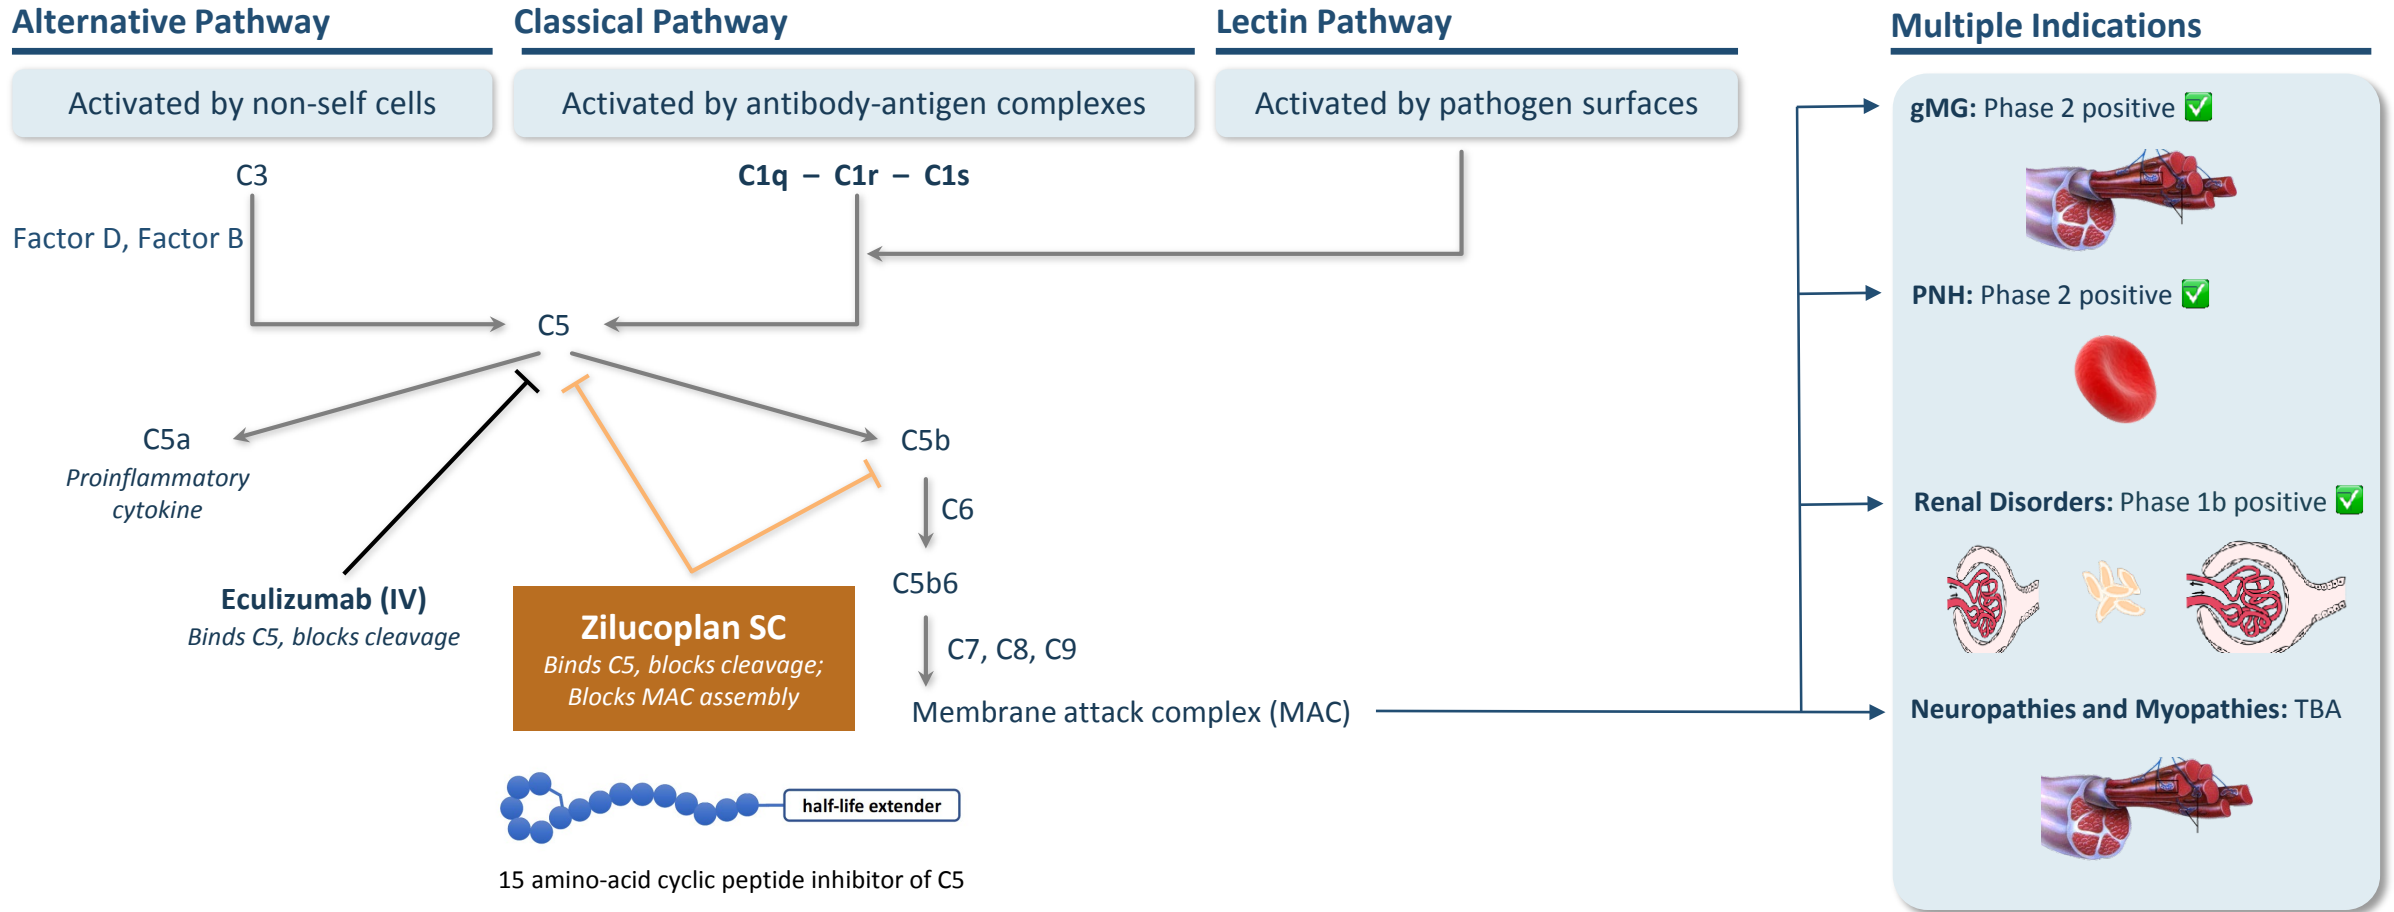 Alternative Pathway
Classical Pathway
Lectin Pathway
Multiple Indications
Activated by non-self cells
Activated by antibody-antigen complexes
Activated by pathogen surfaces
C3
Factor D, Factor B
C1q – C1r – C1s
C5
C5a
Proinflammatory
cytokine
C5b
C6
C5b6
C7, C8, C9
Membrane attack complex (MAC)
Eculizumab (IV)
Binds C5, blocks cleavage
Zilucoplan SC
Binds C5, blocks cleavage;
Blocks MAC assembly
half-life extender
15 amino-acid cyclic peptide inhibitor of C5
gMG: Phase 2 positive ✅
PNH: Phase 2 positive ✅
Renal Disorders: Phase 1b positive ✅
Neuropathies and Myopathies: TBA